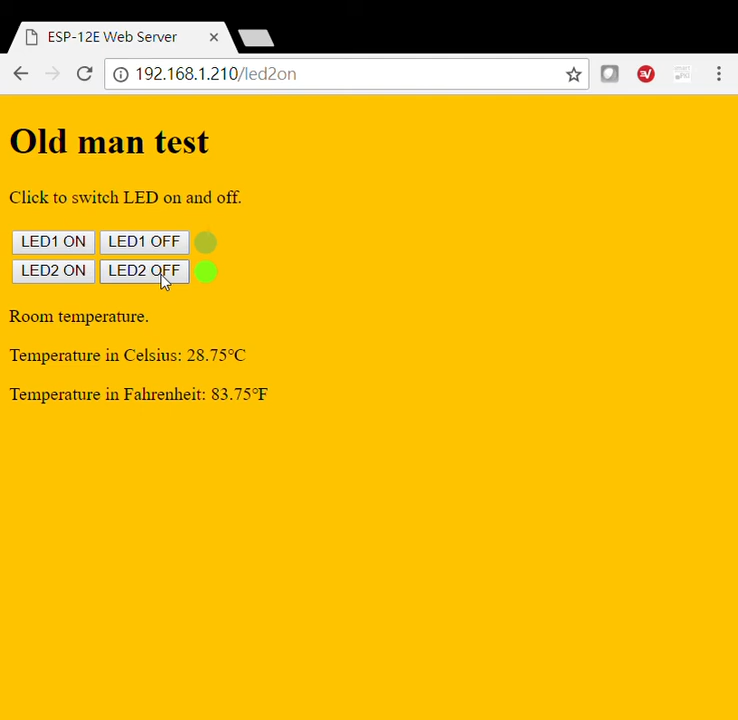 ESP-12E Web Server
192.168.1.210/led2on
Old man test
Click to switch LED on and off.
LED1 ON LED1 OFF
LED2 ON LED2 OFF
Room temperature.
Temperature in Celsius: 28.75°C
Temperature in Fahrenheit: 83.75°F